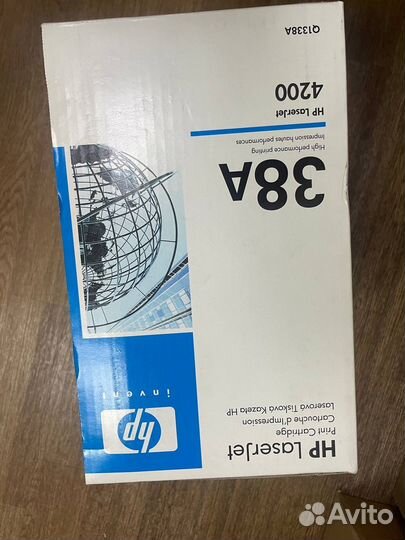 HP LaserJet
Print Cartridge
Cartouche d'Impression
Laserová Tisková Kazeta HP
hp
invent
38A
High performance printing
Impression hautes performances
HP LaserJet
4200
Q1338A
Avito